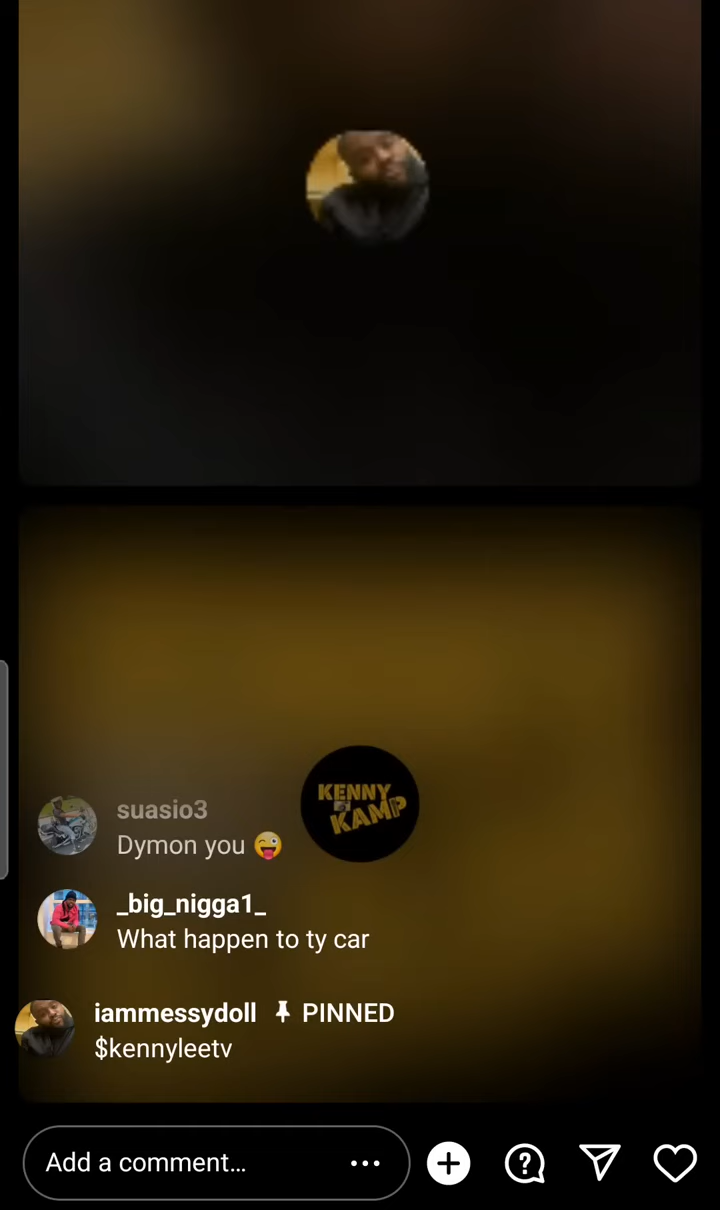 KENNY
KAMP
suasio3
Dymon you 😜
_big_nigga1_
What happen to ty car
iammessydoll PINNED
$kennyleetv
Add a comment...